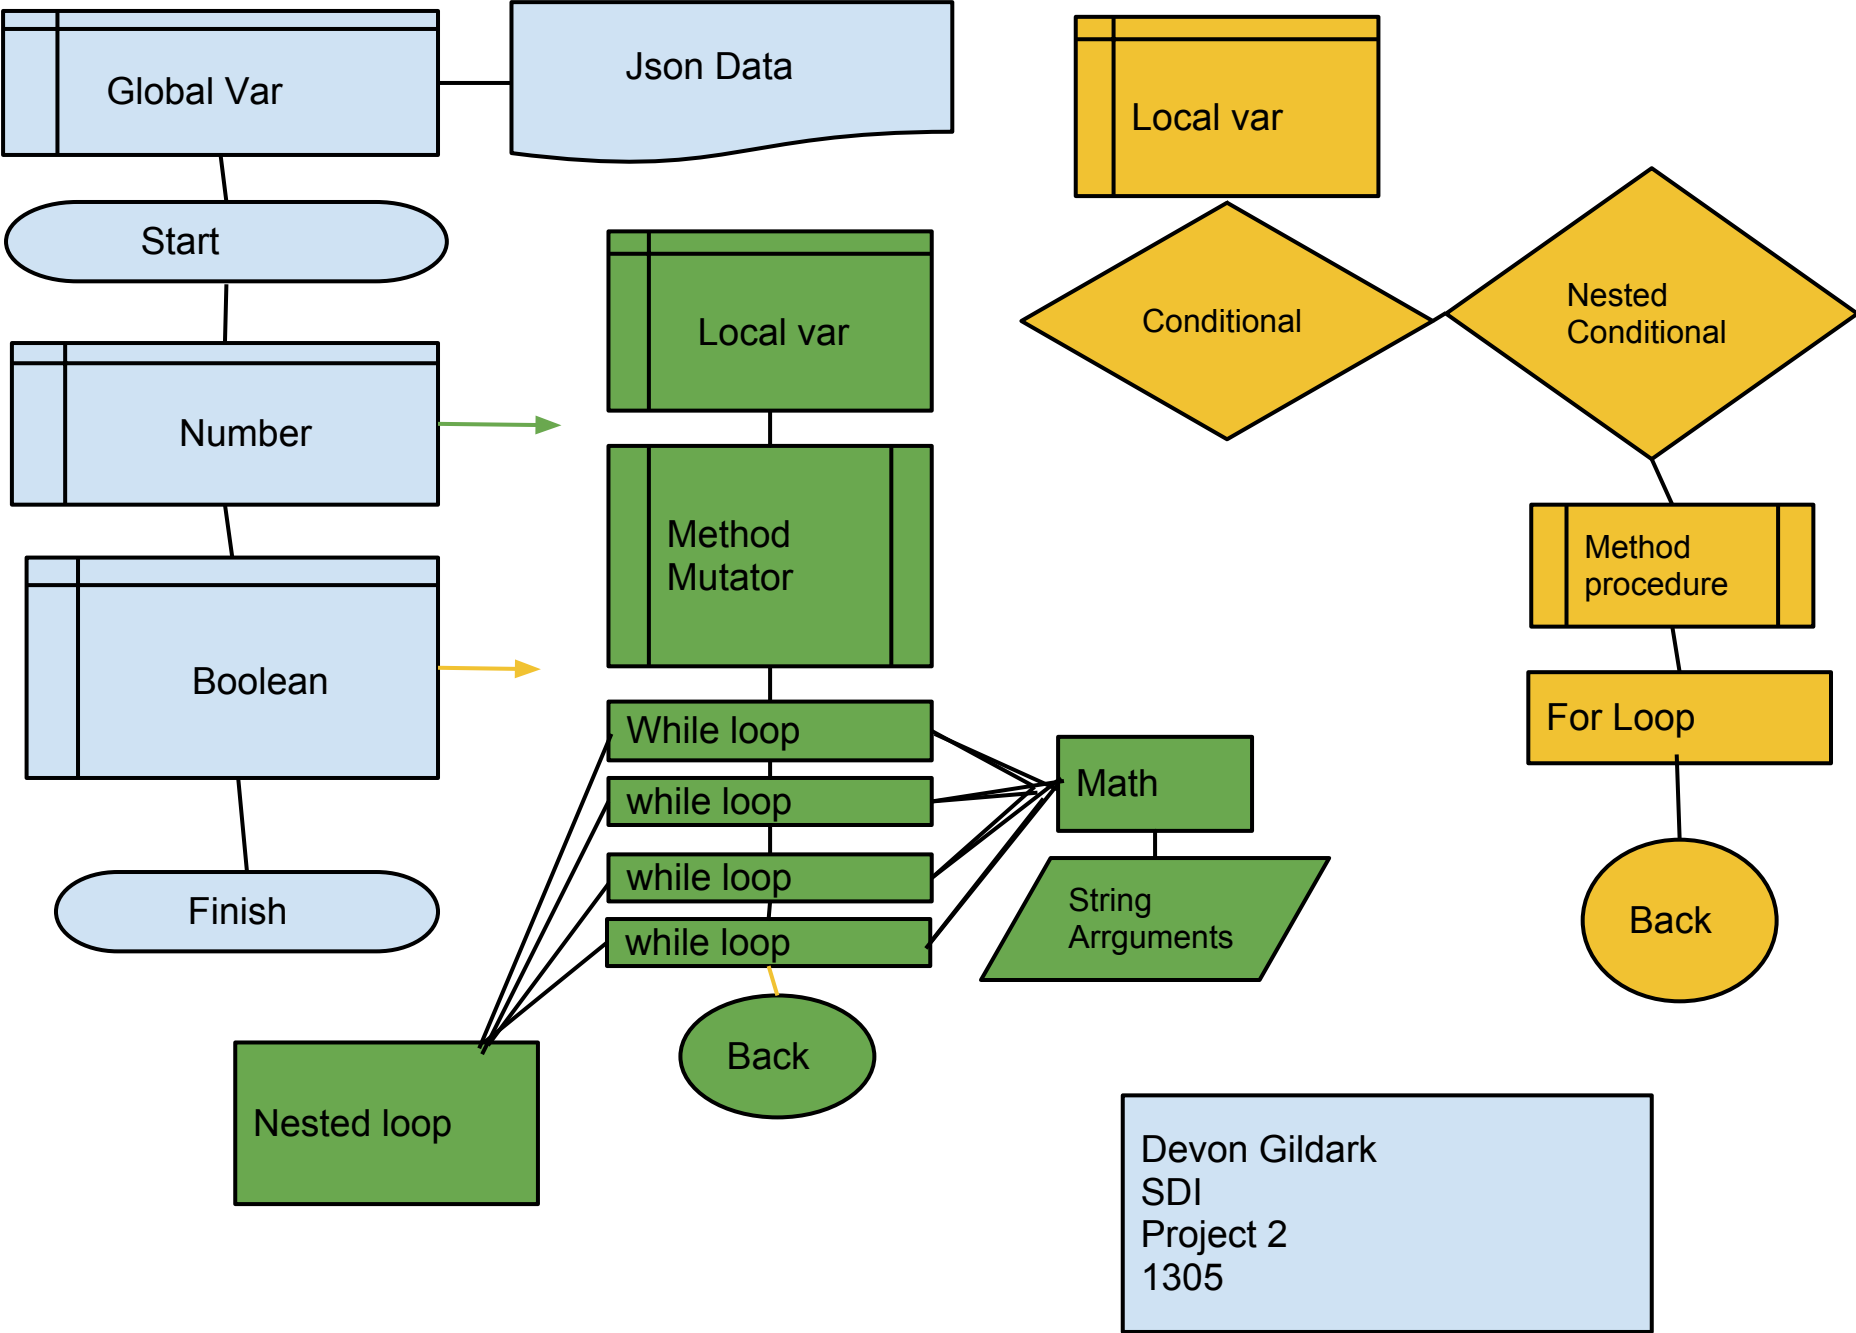 Global Var
Json Data
Start
Number
Boolean
Finish
Local var
Method
Mutator
While loop
while loop
while loop
while loop
Back
Nested loop
Math
String
Arrguments
Local var
Conditional
Nested
Conditional
Method
procedure
For Loop
Back
Devon Gildark
SDI
Project 2
1305